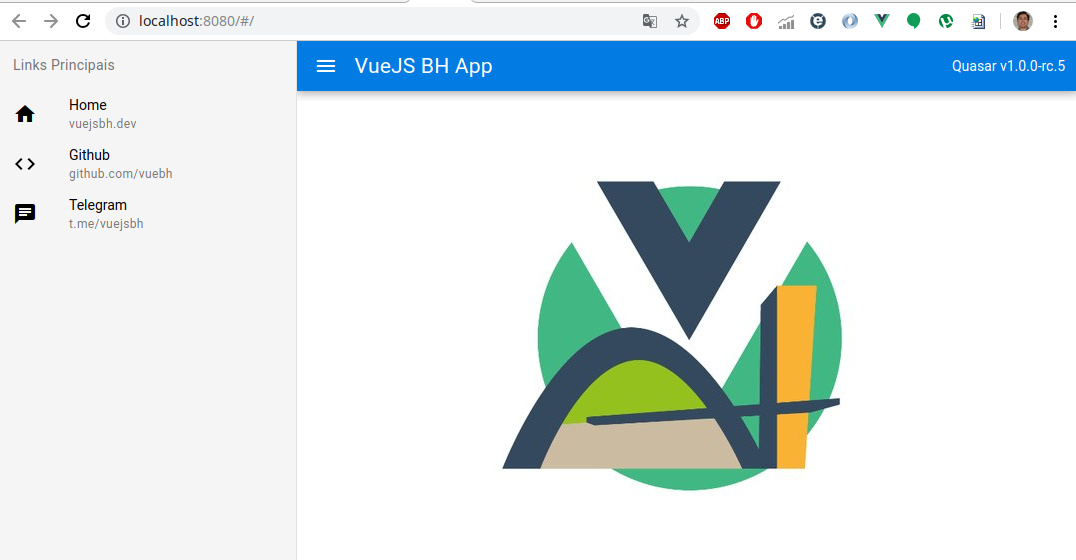 localhost:8080/#/
ABP
Links Principais
VueJS BH App
Quasar v1.0.0-rc.5
Home
vuejsbh.dev
Github
github.com/vuebh
Telegram
t.me/vuejsbh